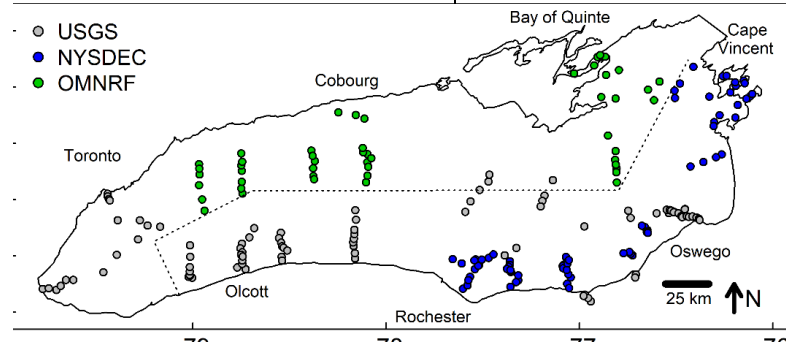 USGS
NYSDEC
OMNRF
Bay of Quinte
Cape
Vincent
Cobourg
Toronto
Oswego
Olcott
25 km
N
Rochester